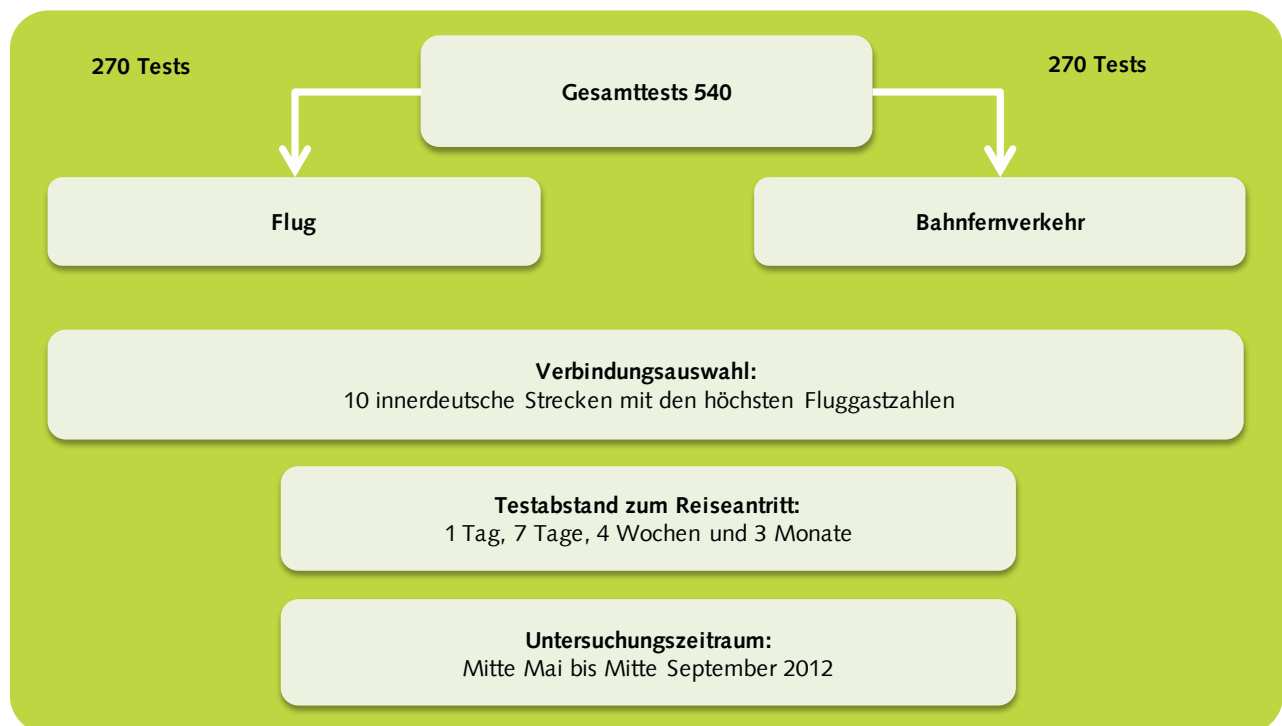 270 Tests
Gesamttests 540
270 Tests
Flug
Bahnfernverkehr
Verbindungsauswahl:
10 innerdeutsche Strecken mit den höchsten Fluggastzahlen
Testabstand zum Reiseantritt:
1 Tag, 7 Tage, 4 Wochen und 3 Monate
Untersuchungszeitraum:
Mitte Mai bis Mitte September 2012